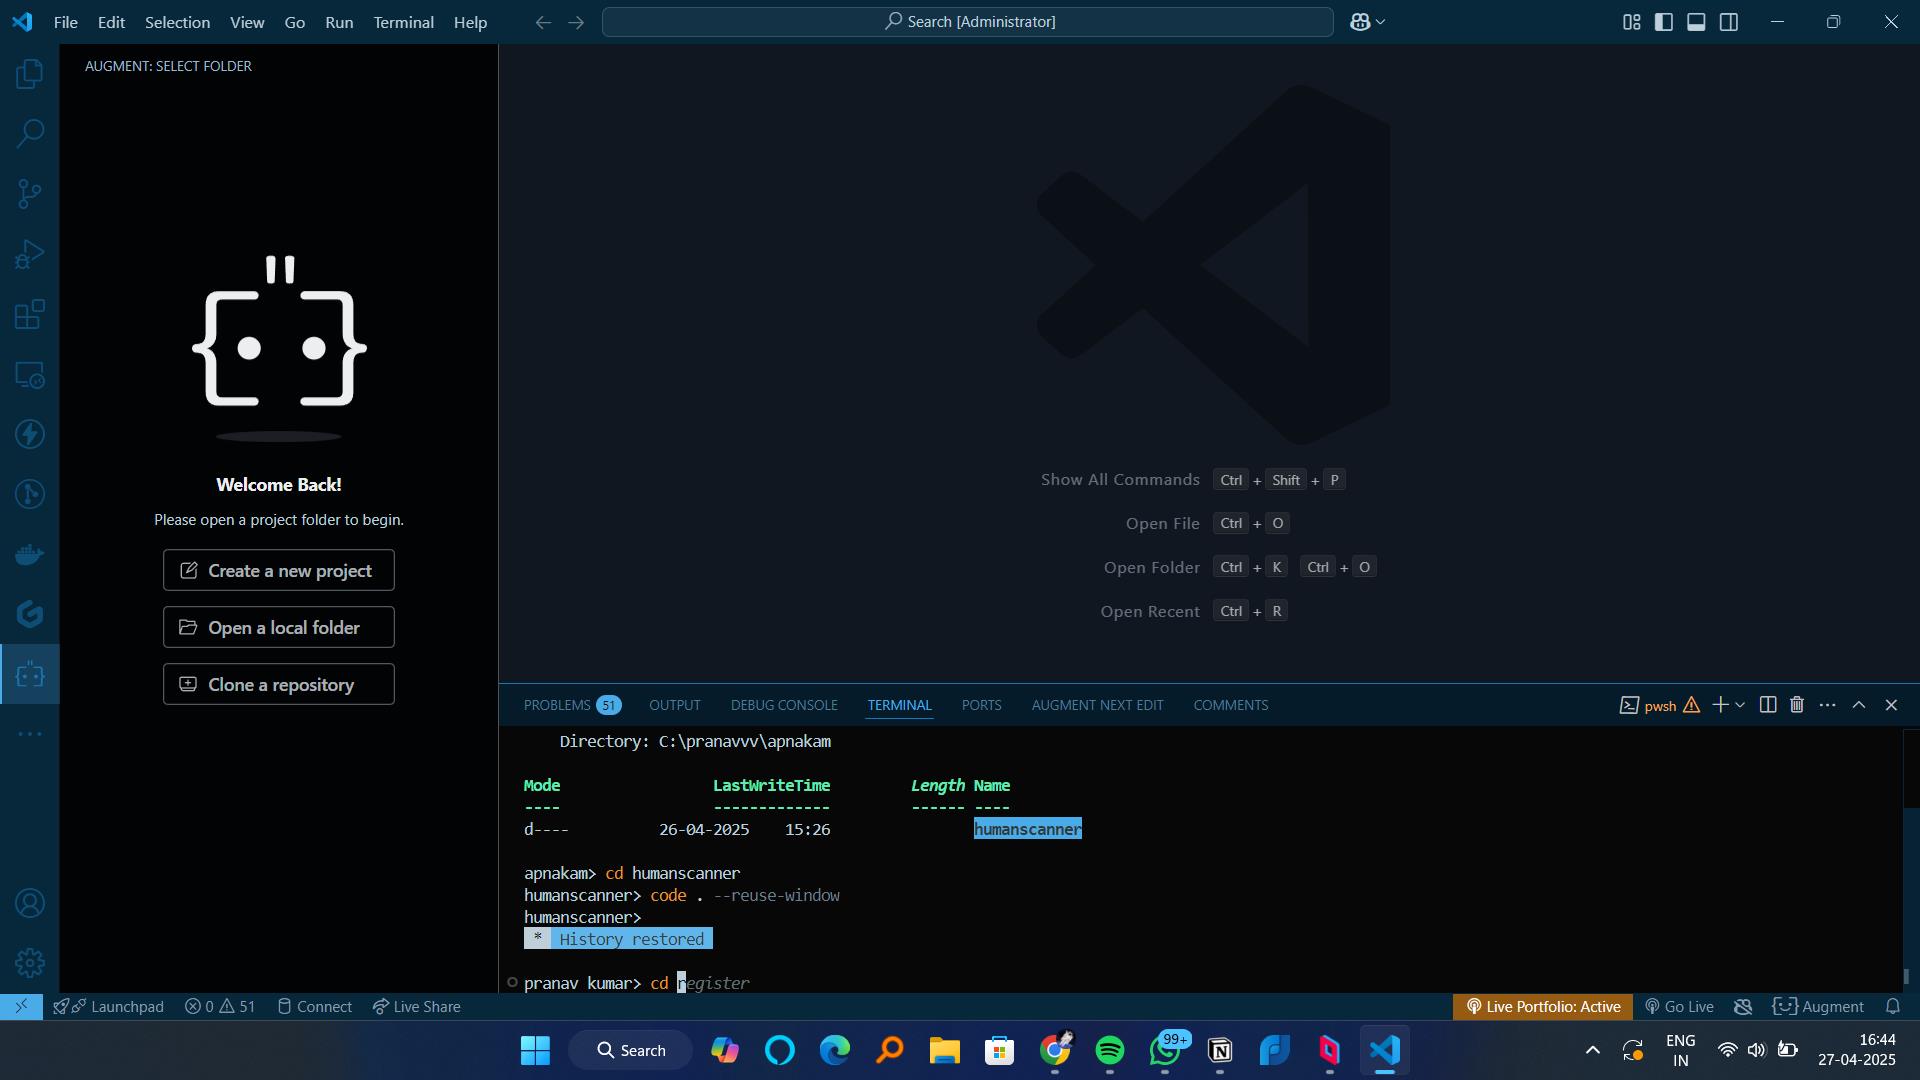 File Edit Selection View Go Run Terminal Help
Search [Administrator]
AUGMENT: SELECT FOLDER
Welcome Back!
Please open a project folder to begin.
Create a new project
Open a local folder
Clone a repository
Show All Commands Ctrl + Shift + P
Open File Ctrl + O
Open Folder Ctrl + K Ctrl + O
Open Recent Ctrl + R
PROBLEMS 51 OUTPUT DEBUG CONSOLE TERMINAL PORTS AUGMENT NEXT EDIT COMMENTS
pwsh
Directory: C:\pranavvv\apnakam
Mode LastWriteTime Length Name
---- ------------- ------ ----
d---- 26-04-2025 15:26 humanscanner
apnakam> cd humanscanner
humanscanner> code . --reuse-window
humanscanner>
* History restored
pranav kumar> cd register
Launchpad 0 51 Connect Live Share
Live Portfolio: Active Go Live Augment
Search
99+
ENG
IN
16:44
27-04-2025